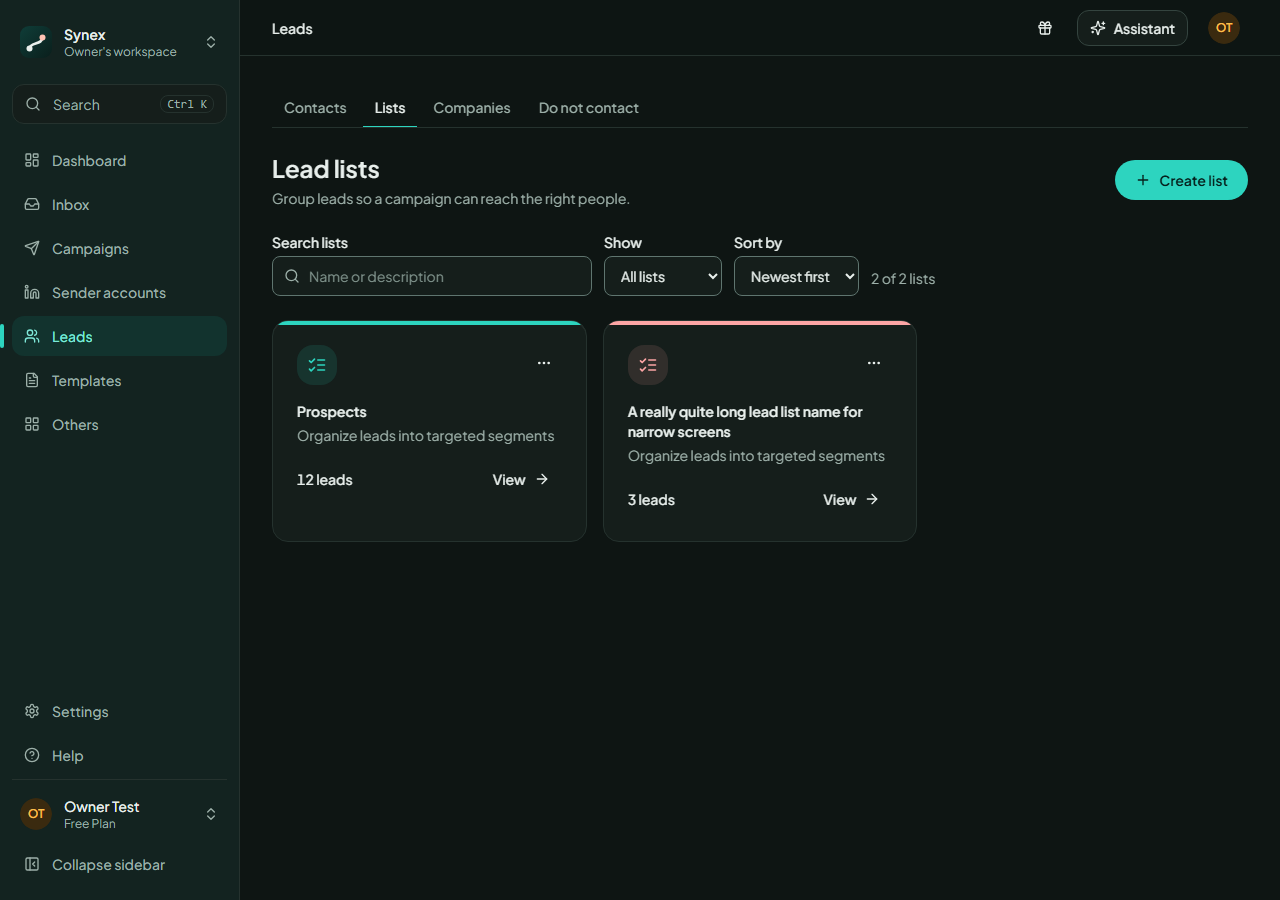 Synex
Owner's workspace
Search Ctrl K
Dashboard
Inbox
Campaigns
Sender accounts
Leads
Templates
Others
Settings
Help
OT
Owner Test
Free Plan
Collapse sidebar
Leads
Assistant
OT
Contacts Lists Companies Do not contact
Lead lists
Group leads so a campaign can reach the right people.
Create list
Search lists
Name or description
Show
All lists
Sort by
Newest first
2 of 2 lists
Prospects
Organize leads into targeted segments
12 leads View
A really quite long lead list name for
narrow screens
Organize leads into targeted segments
3 leads View